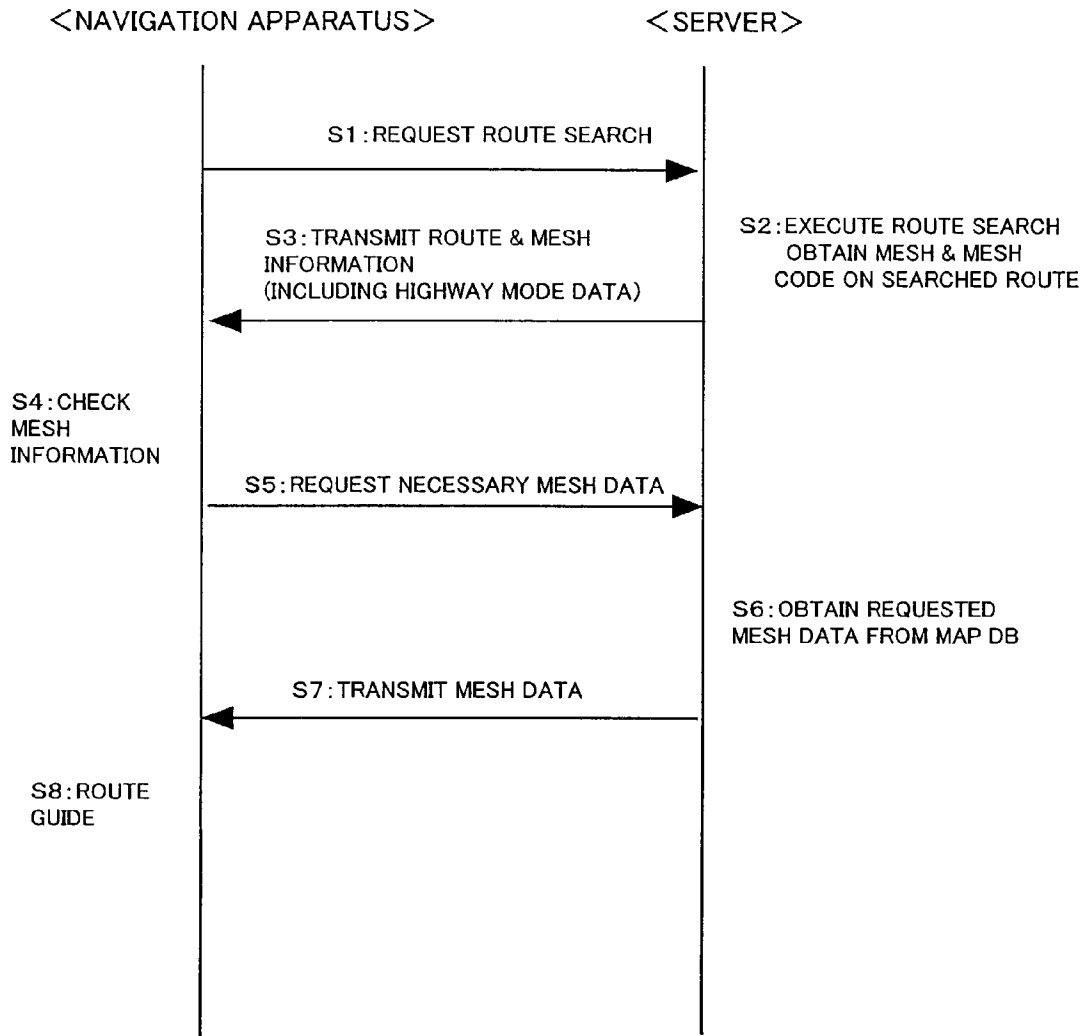 <NAVIGATION APPARATUS>
<SERVER>
S1:REQUEST ROUTE SEARCH
S2:EXECUTE ROUTE SEARCH
OBTAIN MESH & MESH
CODE ON SEARCHED ROUTE
S3:TRANSMIT ROUTE & MESH
INFORMATION
(INCLUDING HIGHWAY MODE DATA)
S4:CHECK
MESH
INFORMATION
S5:REQUEST NECESSARY MESH DATA
S6:OBTAIN REQUESTED
MESH DATA FROM MAP DB
S7:TRANSMIT MESH DATA
S8:ROUTE
GUIDE